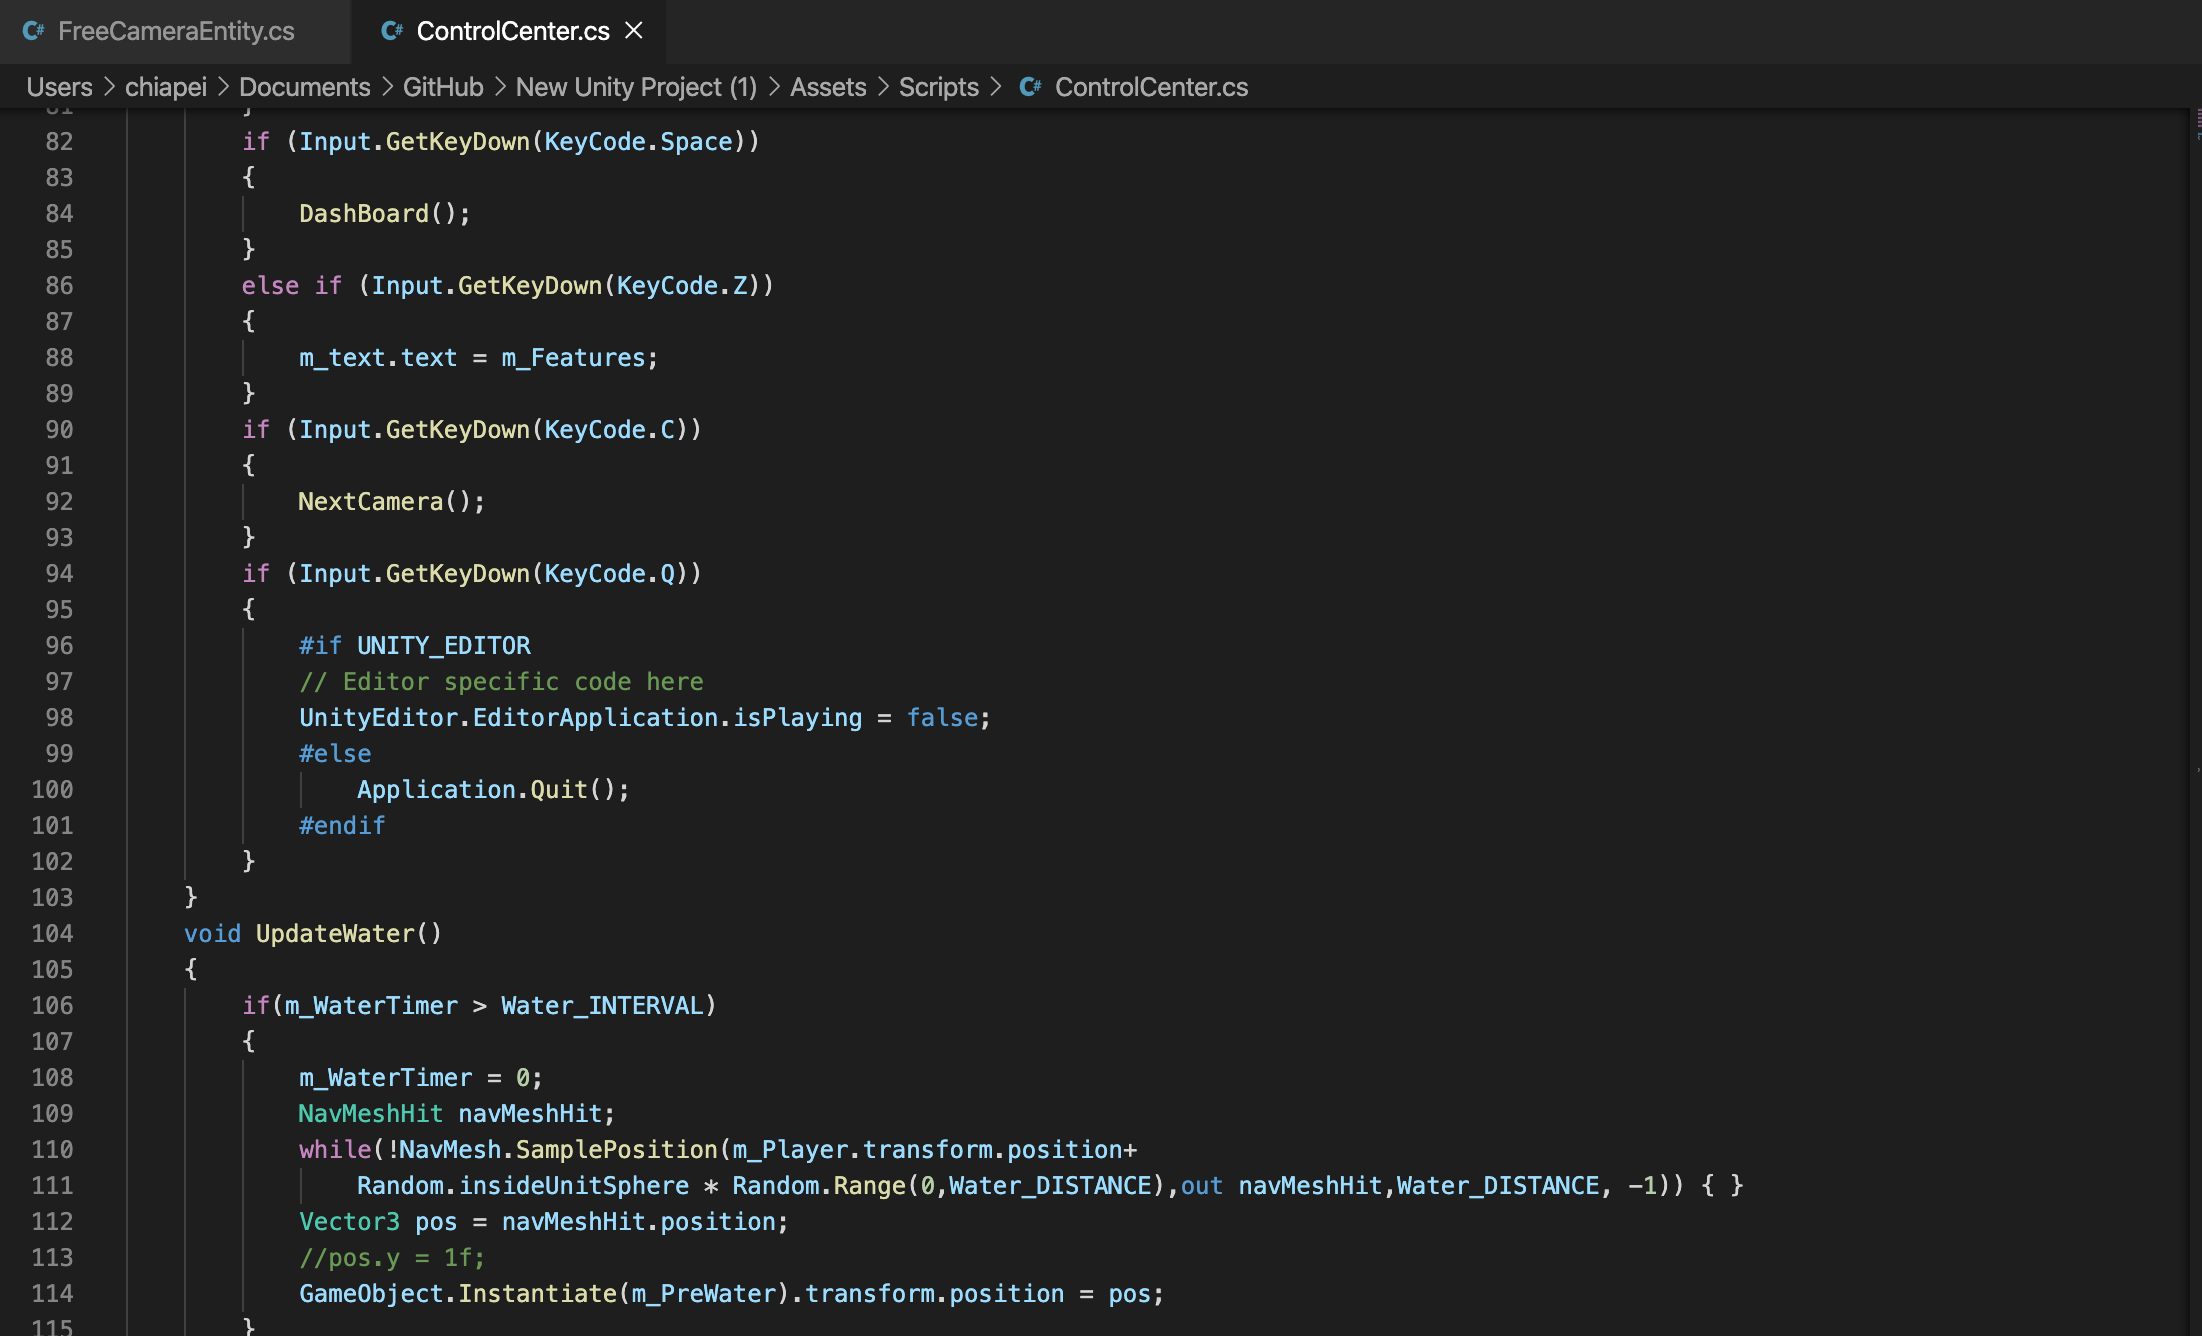 FreeCameraEntity.cs
ControlCenter.cs
Users > chiapei > Documents > GitHub > New Unity Project (1) > Assets > Scripts > ControlCenter.cs
81 }
82 if (Input.GetKeyDown(KeyCode.Space))
83 {
84 DashBoard();
85 }
86 else if (Input.GetKeyDown(KeyCode.Z))
87 {
88 m_text.text = m_Features;
89 }
90 if (Input.GetKeyDown(KeyCode.C))
91 {
92 NextCamera();
93 }
94 if (Input.GetKeyDown(KeyCode.Q))
95 {
96 #if UNITY_EDITOR
97 // Editor specific code here
98 UnityEditor.EditorApplication.isPlaying = false;
99 #else
100 Application.Quit();
101 #endif
102 }
103 }
104 void UpdateWater()
105 {
106 if(m_WaterTimer > Water_INTERVAL)
107 {
108 m_WaterTimer = 0;
109 NavMeshHit navMeshHit;
110 while(!NavMesh.SamplePosition(m_Player.transform.position+
111 Random.insideUnitSphere * Random.Range(0,Water_DISTANCE),out navMeshHit,Water_DISTANCE, -1)) { }
112 Vector3 pos = navMeshHit.position;
113 //pos.y = 1f;
114 GameObject.Instantiate(m_PreWater).transform.position = pos;
115 }